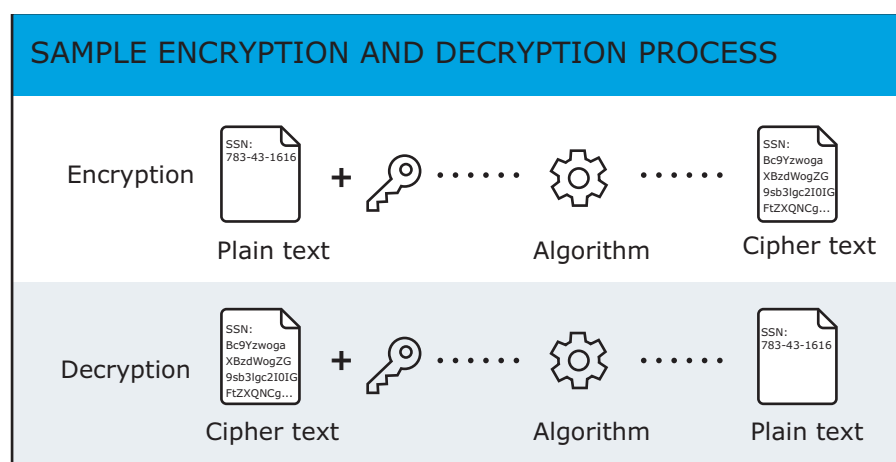 SAMPLE ENCRYPTION AND DECRYPTION PROCESS
Encryption
SSN:
783-43-1616
+
SSN:
Bc9Yzwoga
XBzdWogZG
9sb3lgc2I0IG
FtZXQNCg...
Plain text
Algorithm
Cipher text
Decryption
SSN:
Bc9Yzwoga
XBzdWogZG
9sb3lgc2I0IG
FtZXQNCg...
+
SSN:
783-43-1616
Cipher text
Algorithm
Plain text